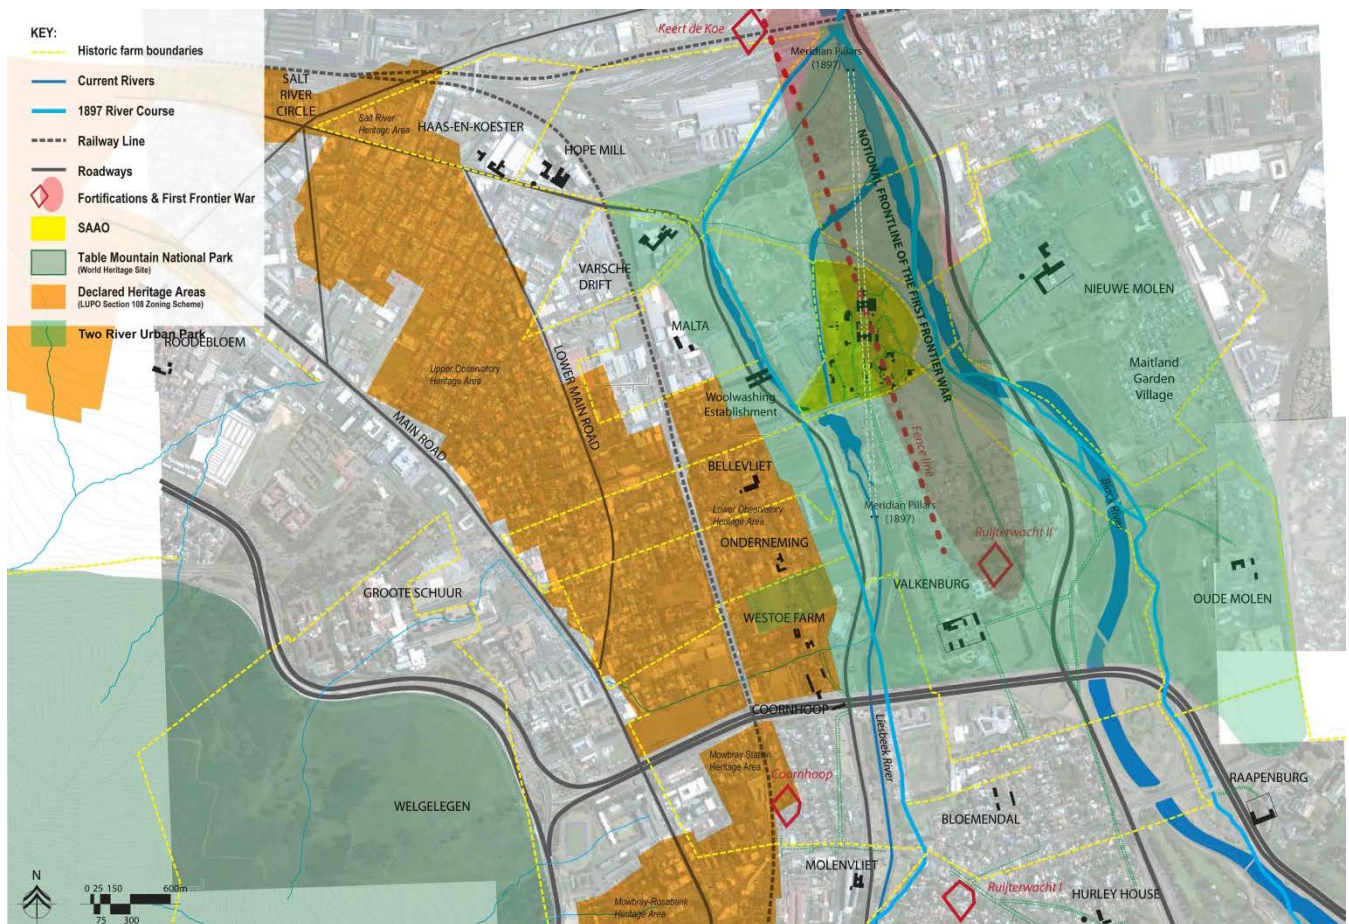 KEY:
Historic farm boundaries
Current Rivers
1897 River Course
Railway Line
Roadways
Fortifications & First Frontier War
SAAO
Table Mountain National Park
(World Heritage Site)
Declared Heritage Areas
(LUPO Section 108 Zoning Scheme)
Two River Urban Park
Keert de Koe
Meridian Pillars
(1897)
SALT
RIVER
CIRCLE
Salt River
Heritage Area
HAAS-EN-KOESTER
HOPE MILL
NOTIONAL FRONTLINE OF THE FIRST FRONTIER WAR
VARSCHE
DRIFT
NIEUWE MOLEN
MALTA
ROODEBLOEM
Upper Observatory
Heritage Area
LOWER MAIN ROAD
MAIN ROAD
Maitland
Garden
Village
Woolwashing
Establishment
Fence line
BELLEVLIET
Black River
Lower Observatory
Heritage Area
Meridian Pillars
(1897)
ONDERNEMING
Ruijterwacht II
GROOTE SCHUUR
VALKENBURG
OUDE MOLEN
WESTOE FARM
COORNHOOP
Liesbeek River
Mowbray Station
Heritage Area
Coornhoop
RAAPENBURG
WELGELEGEN
BLOEMENDAL
MOLENVLIET
Ruijterwacht I
HURLEY HOUSE
Mowbray-Rosebank
Heritage Area
N
0 25 150 600m
75 300